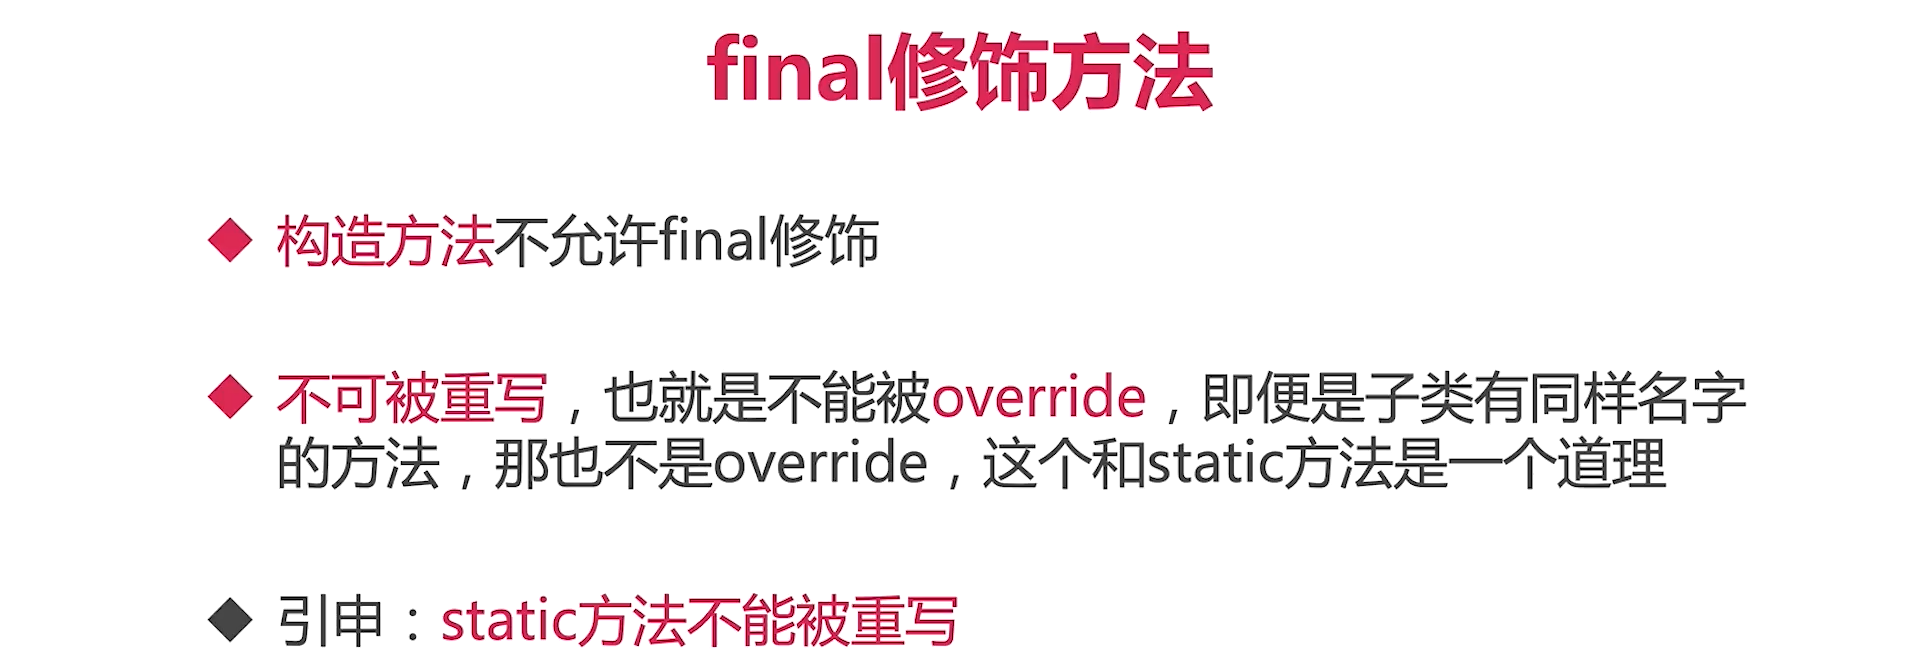 final修饰方法
构造方法不允许final修饰
不可被重写，也就是不能被override，即便是子类有同样名字
的方法，那也不是override，这个和static方法是一个道理
引申：static方法不能被重写